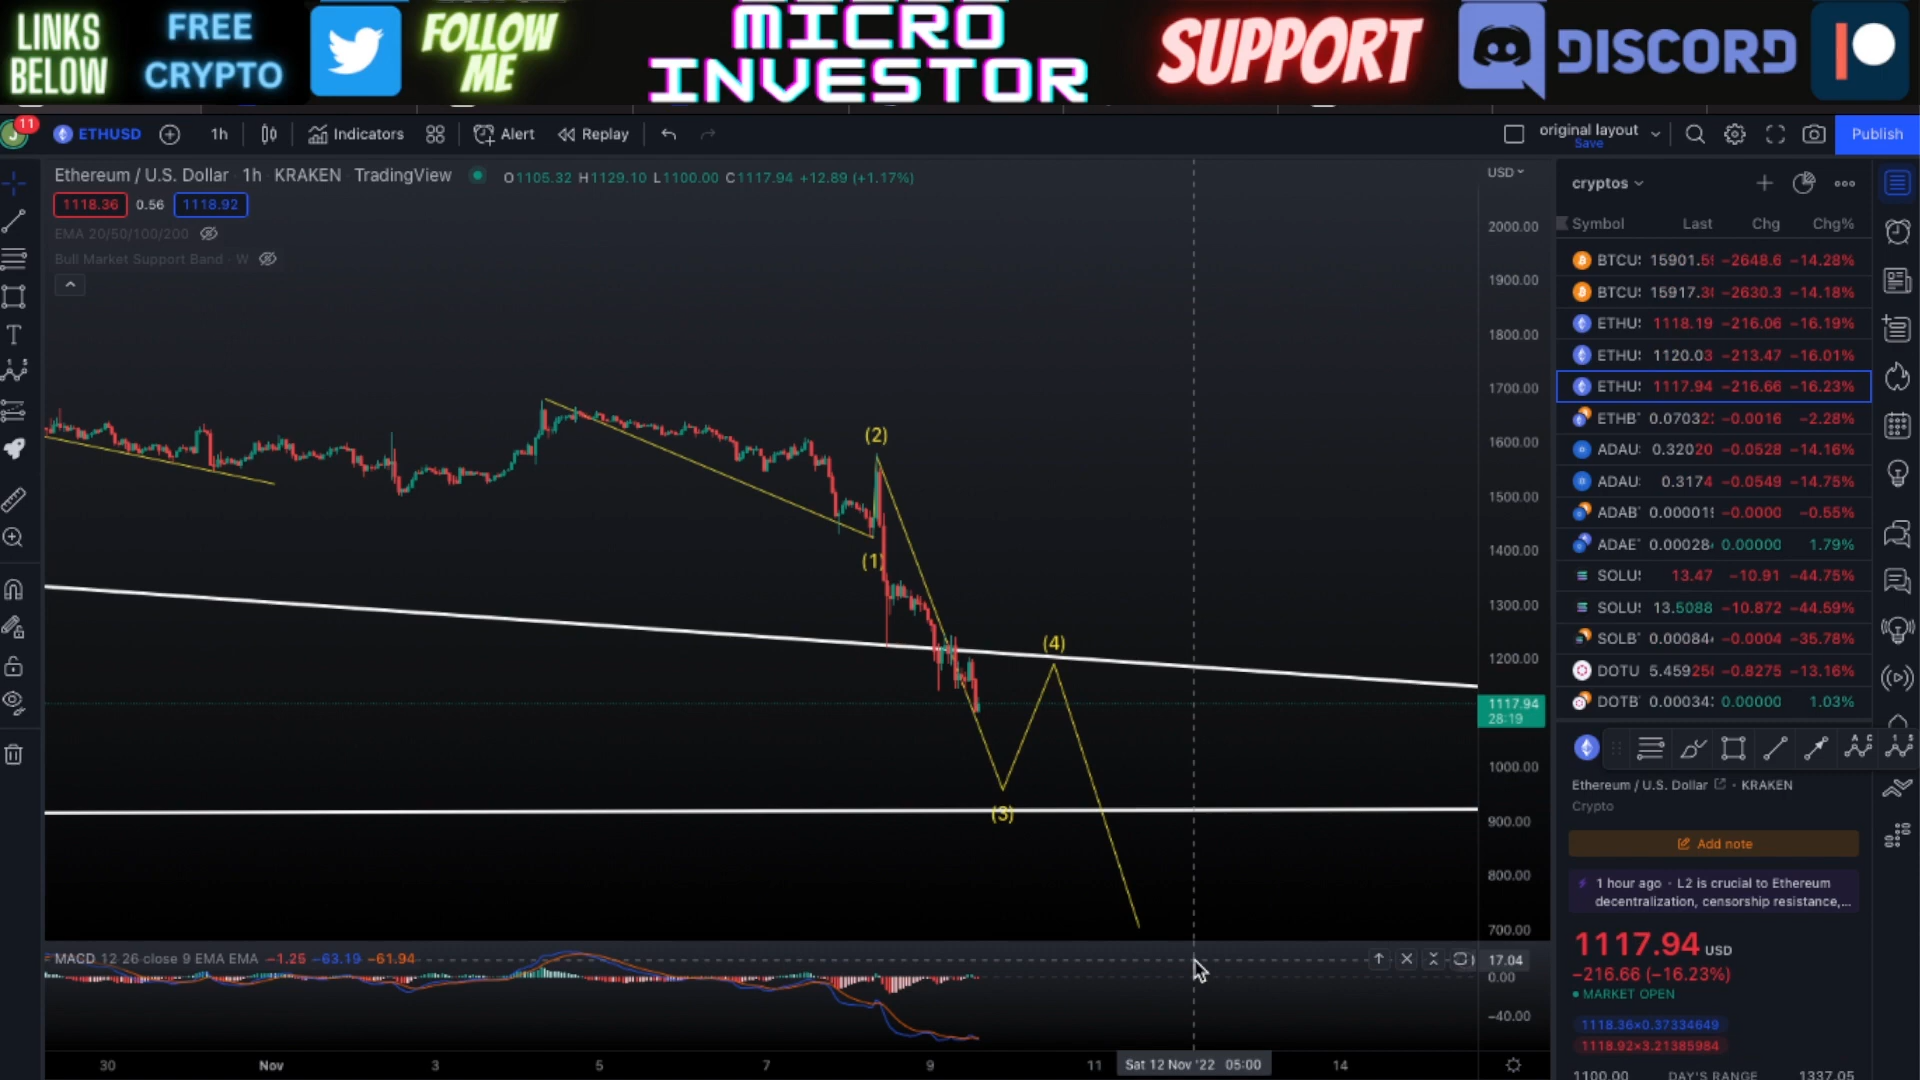 LINKS
BELOW
FREE
CRYPTO
FOLLOW
ME
MICRO
INVESTOR
SUPPORT
DISCORD
11
J
ETHUSD
1h
Indicators
Alert
Replay
original layout
Save
Publish
Ethereum / U.S. Dollar 1h KRAKEN TradingView
O1105.32 H1129.10 L1100.00 C1117.94 +12.89 (+1.17%)
1118.36 0.56 1118.92
EMA 20/50/100/200
Bull Market Support Band · W
USD
2000.00
1900.00
1800.00
1700.00
1600.00
1500.00
1400.00
1300.00
1200.00
1117.94
28:19
1000.00
900.00
800.00
700.00
(2)
(1)
(4)
(3)
MACD 12 26 close 9 EMA EMA −1.25 −63.19 −61.94
17.04
0.00
−40.00
30 Nov 3 5 7 9 11 Sat 12 Nov '22 05:00 14
cryptos
Symbol Last Chg Chg%
BTCU 15901.5 −2648.6 −14.28%
BTCU 15917.3 −2630.3 −14.18%
ETHU 1118.19 −216.06 −16.19%
ETHU 1120.03 −213.47 −16.01%
ETHU 1117.94 −216.66 −16.23%
ETHB 0.07032 −0.0016 −2.28%
ADAU 0.32020 −0.0528 −14.16%
ADAU 0.3174 −0.0549 −14.75%
ADAB 0.00001 −0.0000 −0.55%
ADAE 0.00028 0.00000 1.79%
SOLU 13.47 −10.91 −44.75%
SOLU 13.5088 −10.872 −44.59%
SOLB 0.00084 −0.0004 −35.78%
DOTU 5.4592 −0.8275 −13.16%
DOTB 0.00034 0.00000 1.03%
Ethereum / U.S. Dollar · KRAKEN
Crypto
Add note
1 hour ago · L2 is crucial to Ethereum
decentralization, censorship resistance,...
1117.94 USD
−216.66 (−16.23%)
MARKET OPEN
1118.36×0.37334649
1118.92×3.21385984
1100.00 DAY'S RANGE 1337.05